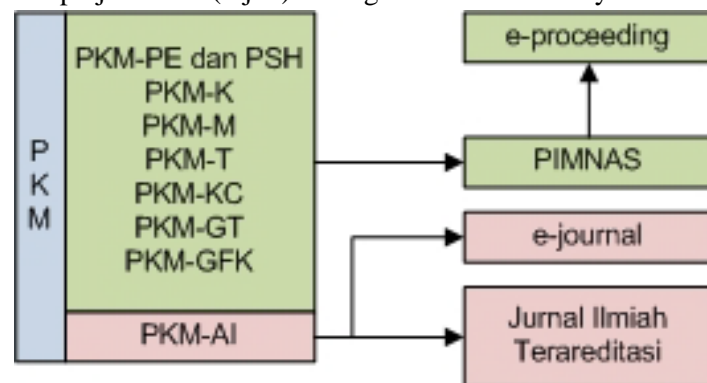 P
K
M
PKM-PE dan PSH
PKM-K
PKM-M
PKM-T
PKM-KC
PKM-GT
PKM-GFK
PKM-AI
e-proceeding
PIMNAS
e-journal
Jurnal Ilmiah
Terareditasi